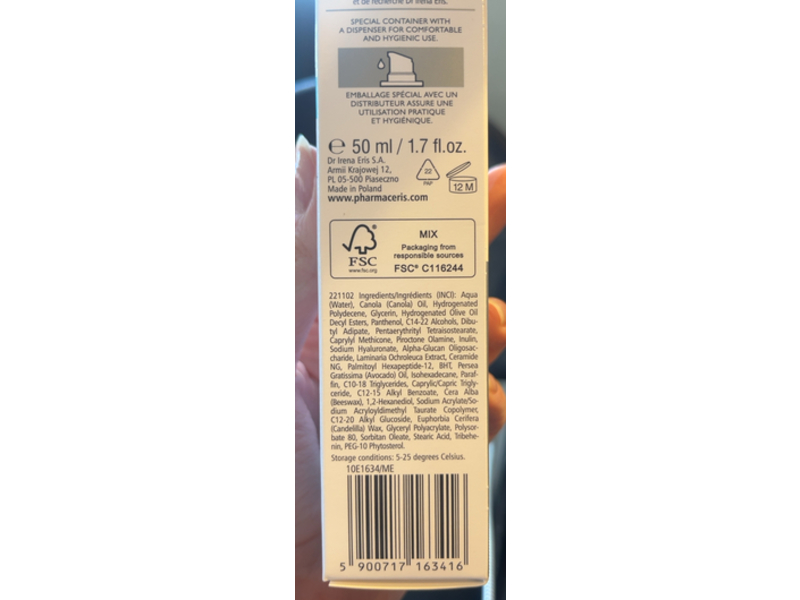 et de recherche Dr Irena Eris.
SPECIAL CONTAINER WITH
A DISPENSER FOR COMFORTABLE
AND HYGIENIC USE.
EMBALLAGE SPÉCIAL AVEC UN
DISTRIBUTEUR ASSURE UNE
UTILISATION PRATIQUE
ET HYGIÉNIQUE.
℮ 50 ml / 1.7 fl.oz.
Dr Irena Eris S.A.
Armii Krajowej 12,
PL 05-500 Piaseczno
Made in Poland
www.pharmaceris.com
22
PAP
12 M
FSC
www.fsc.org
MIX
Packaging from
responsible sources
FSC® C116244
221102 Ingredients/Ingrédients (INCI): Aqua
(Water), Canola (Canola) Oil, Hydrogenated
Polydecene, Glycerin, Hydrogenated Olive Oil
Decyl Esters, Panthenol, C14-22 Alcohols, Dibu-
tyl Adipate, Pentaerythrityl Tetraisostearate,
Caprylyl Methicone, Piroctone Olamine, Inulin,
Sodium Hyaluronate, Alpha-Glucan Oligosac-
charide, Laminaria Ochroleuca Extract, Ceramide
NG, Palmitoyl Hexapeptide-12, BHT, Persea
Gratissima (Avocado) Oil, Isohexadecane, Paraf-
fin, C10-18 Triglycerides, Caprylic/Capric Trigly-
ceride, C12-15 Alkyl Benzoate, Cera Alba
(Beeswax), 1,2-Hexanediol, Sodium Acrylate/So-
dium Acryloyldimethyl Taurate Copolymer,
C12-20 Alkyl Glucoside, Euphorbia Cerifera
(Candelilla) Wax, Glyceryl Polyacrylate, Polysor-
bate 80, Sorbitan Oleate, Stearic Acid, Tribehe-
nin, PEG-10 Phytosterol.
Storage conditions: 5-25 degrees Celsius.
10E1634/ME
5 900717 163416